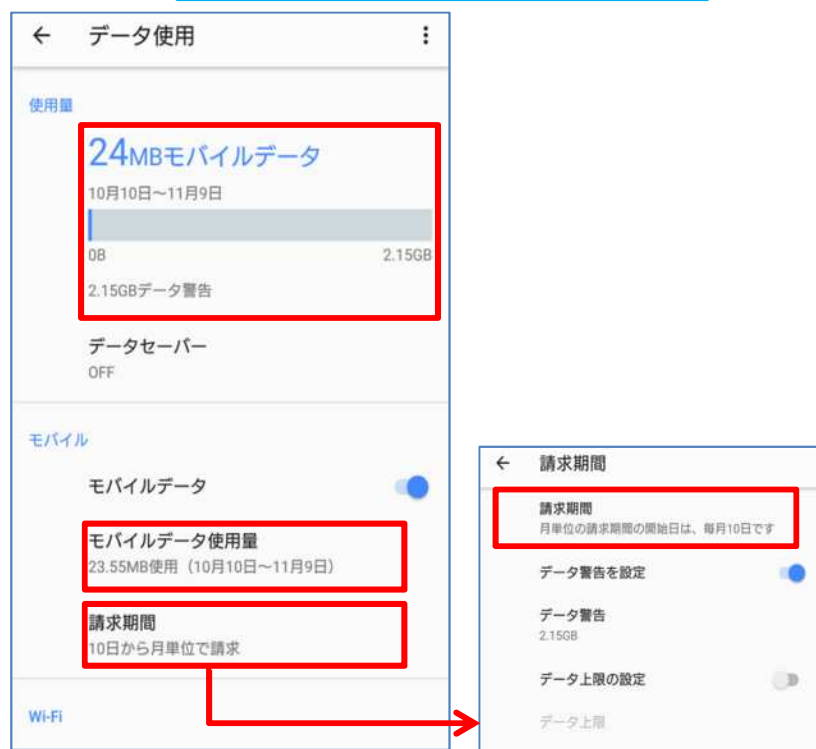 データ使用
使用量
24MBモバイルデータ
10月10日～11月9日
0B 2.15GB
2.15GBデータ警告
データセーバー
OFF
モバイル
モバイルデータ
モバイルデータ使用量
23.55MB使用（10月10日～11月9日）
請求期間
10日から月単位で請求
Wi-Fi
請求期間
請求期間
月単位の請求期間の開始日は、毎月10日です
データ警告を設定
データ警告
2.15GB
データ上限の設定
データ上限